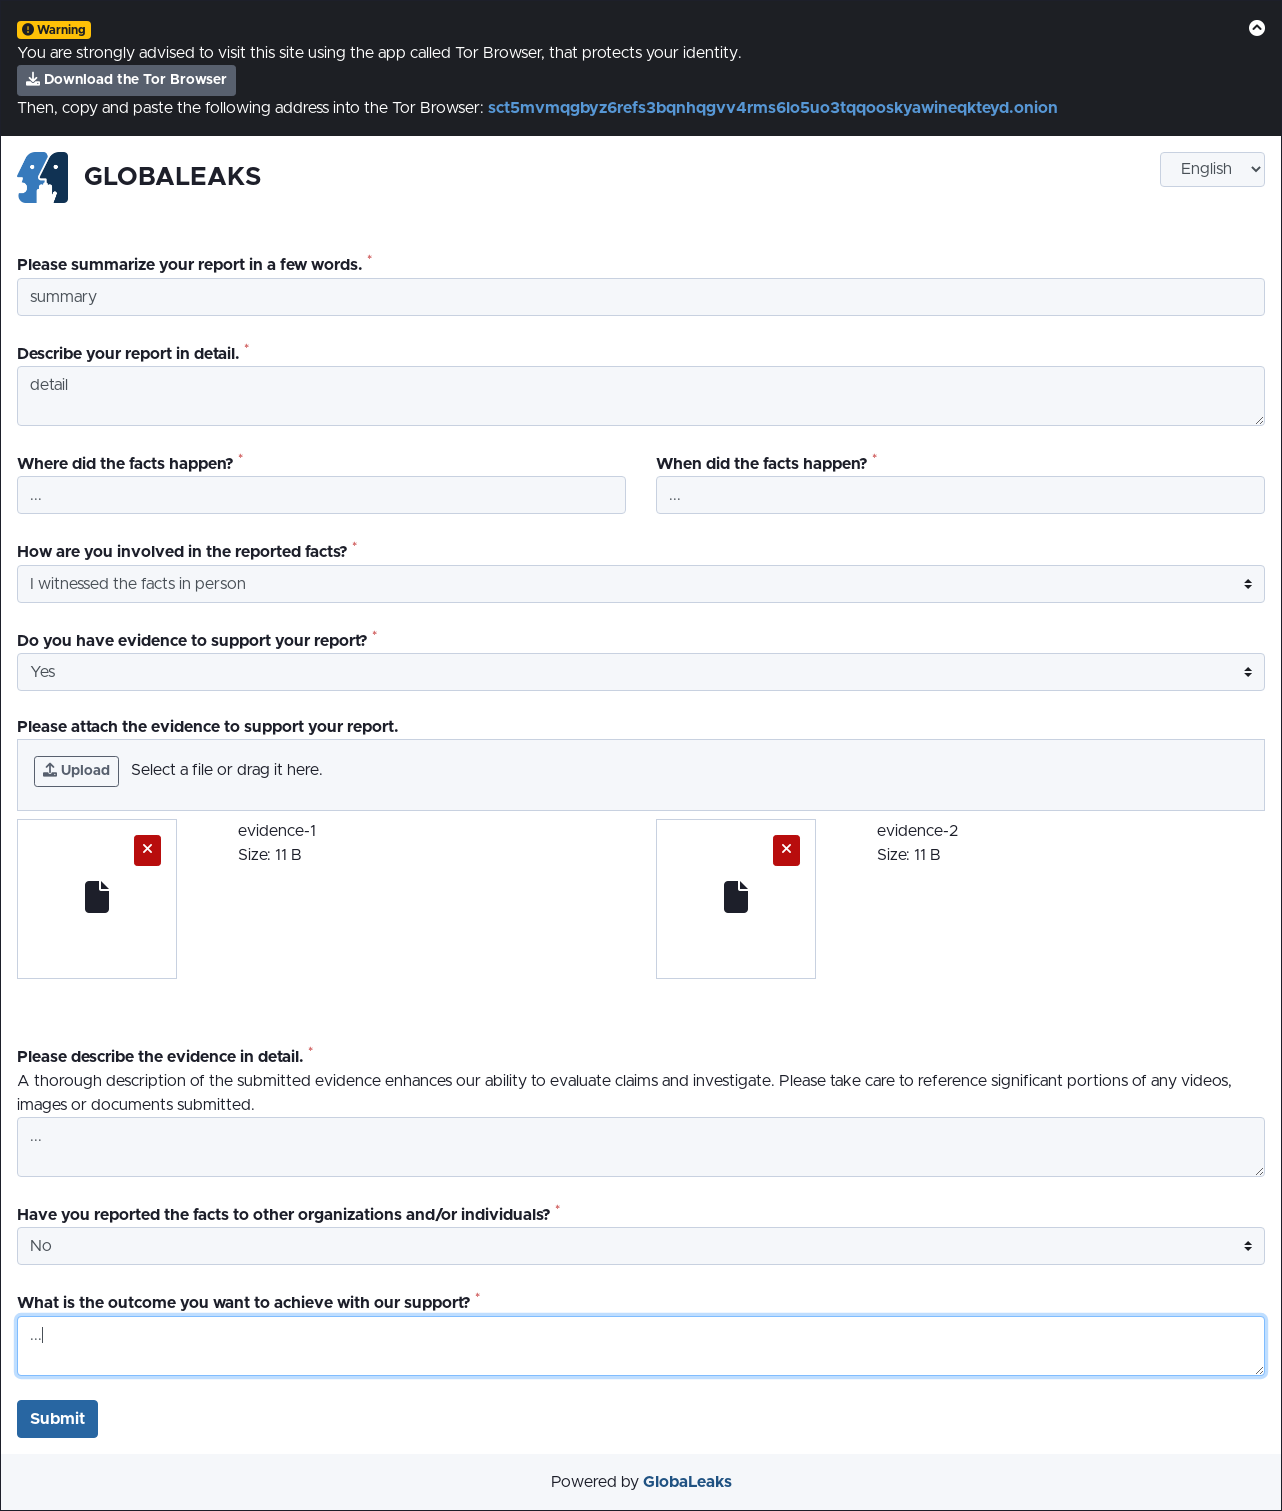 Warning
You are strongly advised to visit this site using the app called Tor Browser, that protects your identity.
Download the Tor Browser
Then, copy and paste the following address into the Tor Browser: sct5mvmqgbyz6refs3bqnhqgvv4rms6lo5uo3tqqooskyawineqkteyd.onion
GLOBALEAKS
English
Please summarize your report in a few words. *
summary
Describe your report in detail. *
detail
Where did the facts happen? *
When did the facts happen? *
...
...
How are you involved in the reported facts? *
I witnessed the facts in person
Do you have evidence to support your report? *
Yes
Please attach the evidence to support your report.
Upload
Select a file or drag it here.
evidence-1
Size: 11 B
evidence-2
Size: 11 B
Please describe the evidence in detail. *
A thorough description of the submitted evidence enhances our ability to evaluate claims and investigate. Please take care to reference significant portions of any videos,
images or documents submitted.
...
Have you reported the facts to other organizations and/or individuals? *
No
What is the outcome you want to achieve with our support? *
...
Submit
Powered by GlobaLeaks